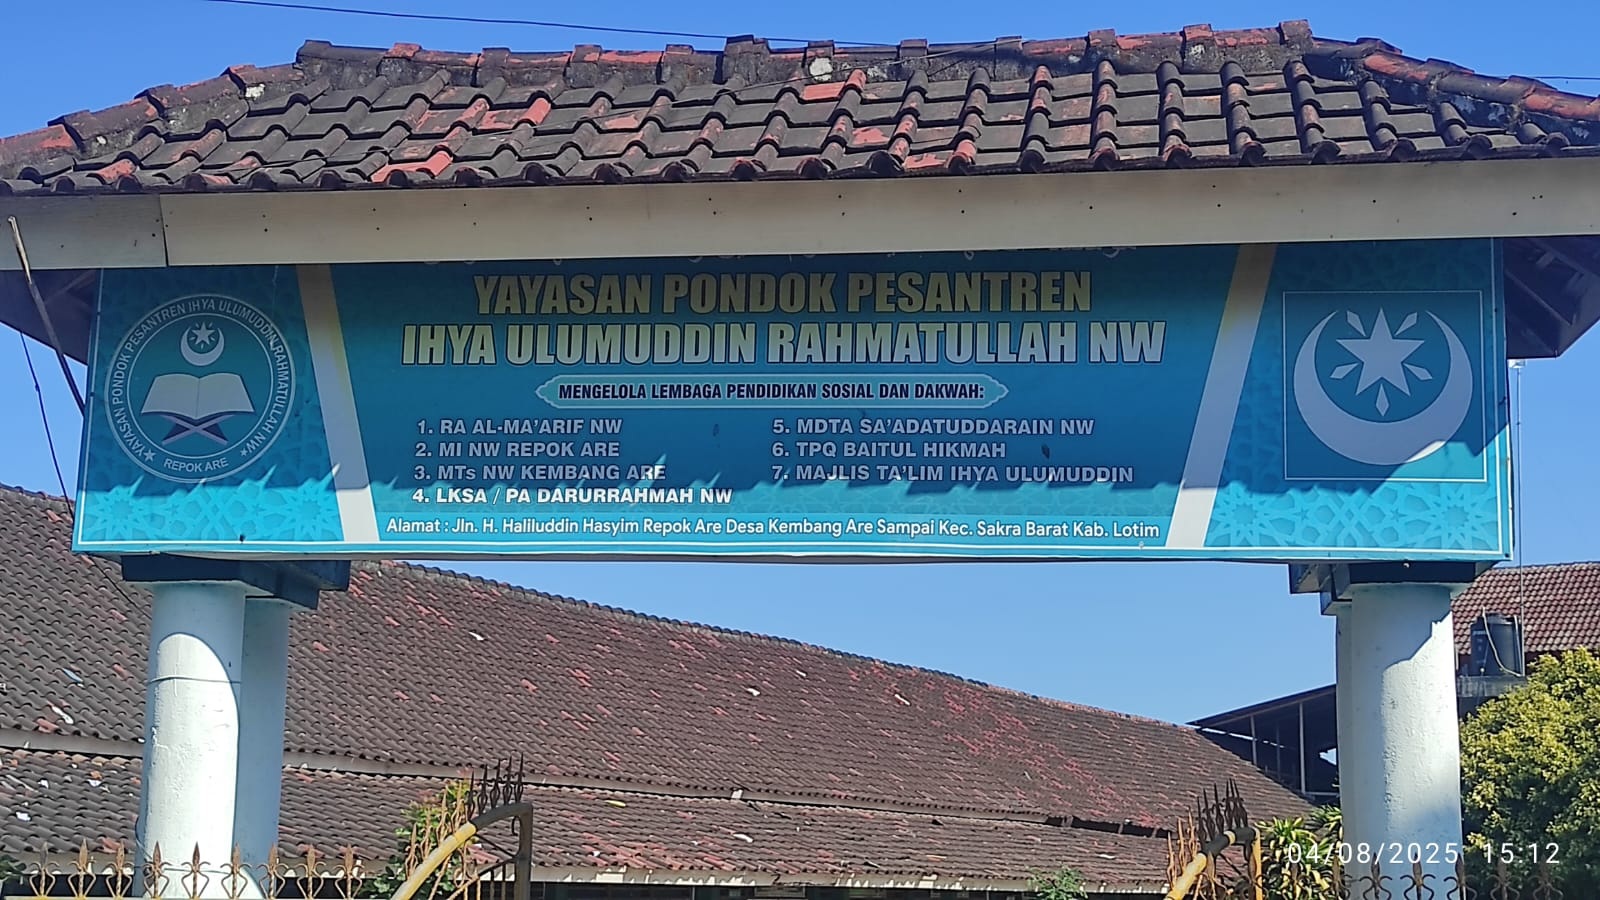 YAYASAN PONDOK PESANTREN
IHYA ULUMUDDIN RAHMATULLAH NW
MENGELOLA LEMBAGA PENDIDIKAN SOSIAL DAN DAKWAH:
1. RA AL-MA'ARIF NW
2. MI NW REPOK ARE
3. MTs NW KEMBANG ARE
4. LKSA / PA DARURRAHMAH NW
5. MDTA SA'ADATUDDARAIN NW
6. TPQ BAITUL HIKMAH
7. MAJLIS TA'LIM IHYA ULUMUDDIN
Alamat : Jln. H. Haliluddin Hasyim Repok Are Desa Kembang Are Sampai Kec. Sakra Barat Kab. Lotim
YAYASAN PONDOK PESANTREN IHYA ULUMUDDIN RAHMATULLAH NW
REPOK ARE
04/08/2025 15:12